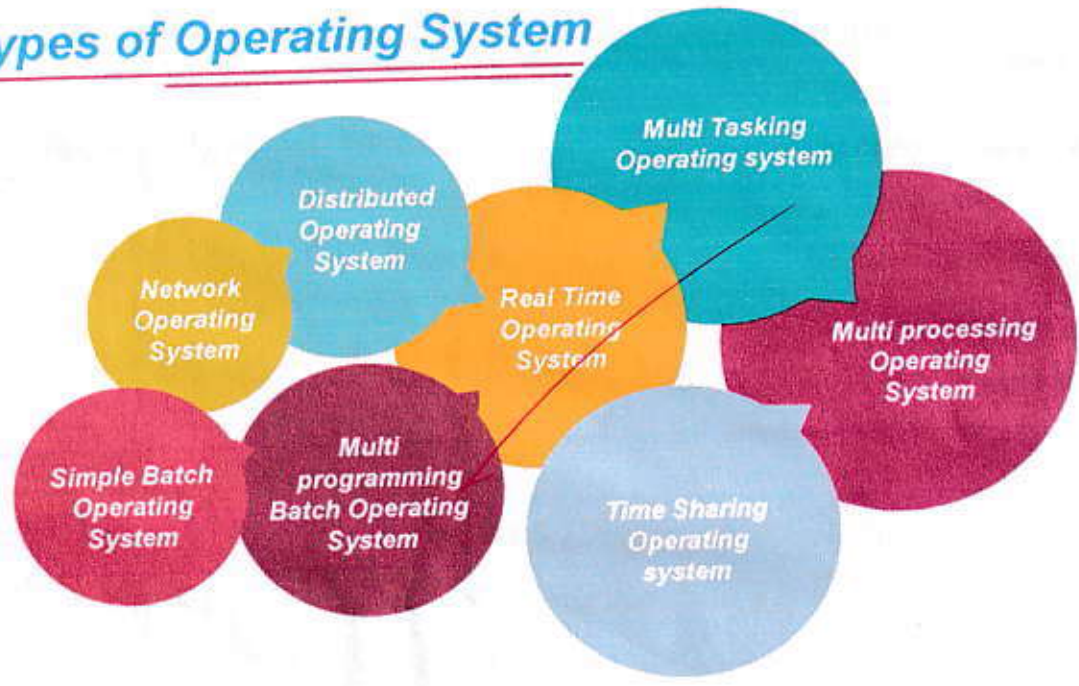 ypes of Operating System
Multi Tasking
Operating system
Distributed
Operating
System
Network
Operating
System
Real Time
Operating
System
Multi processing
Operating
System
Simple Batch
Operating
System
Multi
programming
Batch Operating
System
Time Sharing
Operating
system